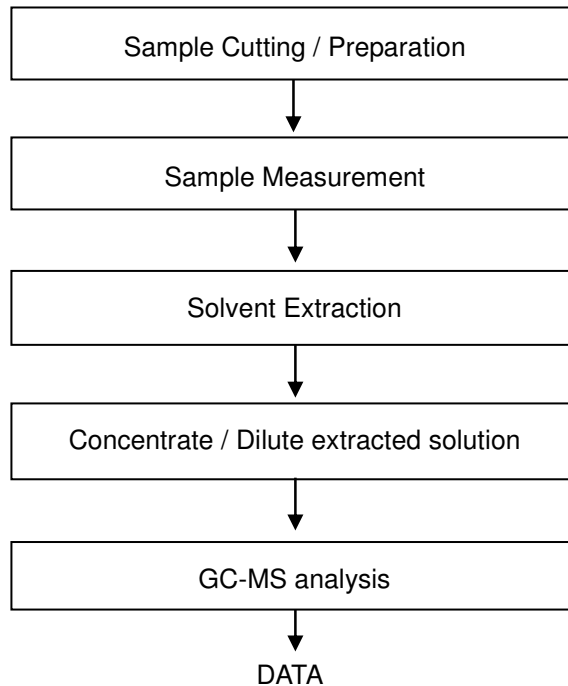 Sample Cutting / Preparation
Sample Measurement
Solvent Extraction
Concentrate / Dilute extracted solution
GC-MS analysis
DATA